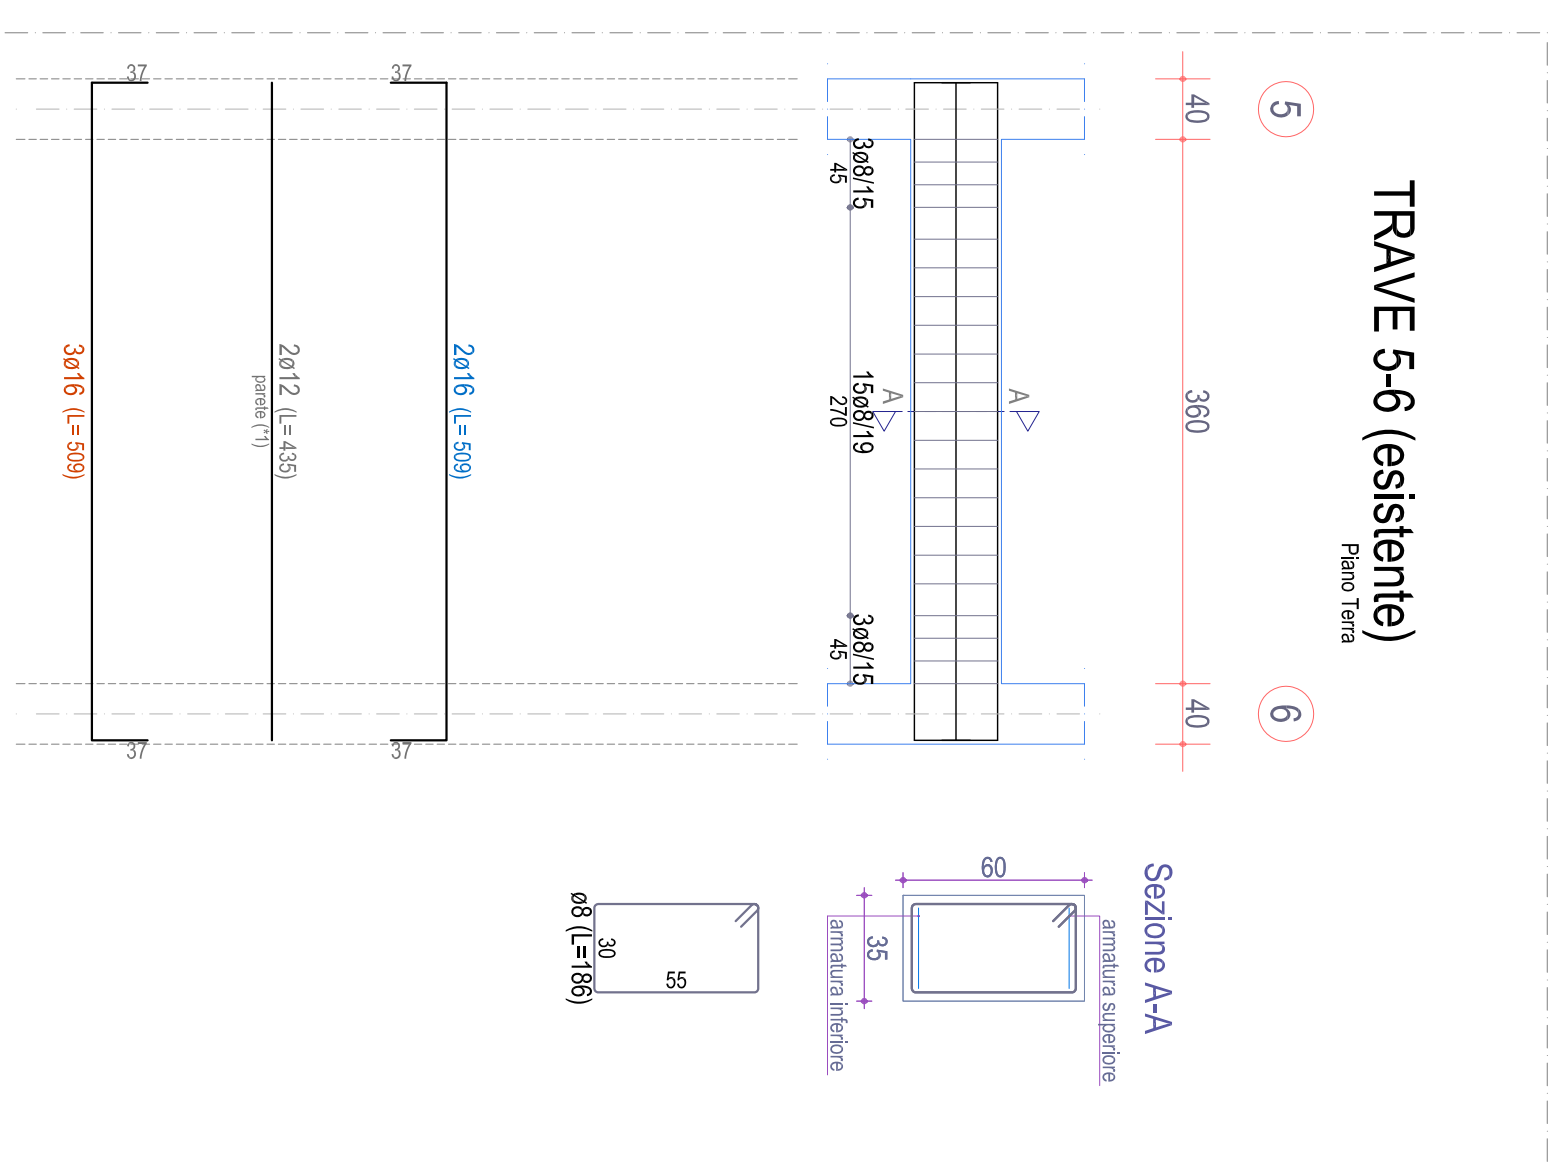 TRAVE 5-6 (esistente)
Piano Terra
5
6
40
360
40
A
A
3ø8/15
45
15ø8/19
270
3ø8/15
45
2ø16 (L= 509)
37
37
2ø12 (L= 435)
parete (*1)
3ø16 (L= 509)
37
37
Sezione A-A
armatura superiore
60
35
armatura inferiore
55
30
ø8 (L=186)